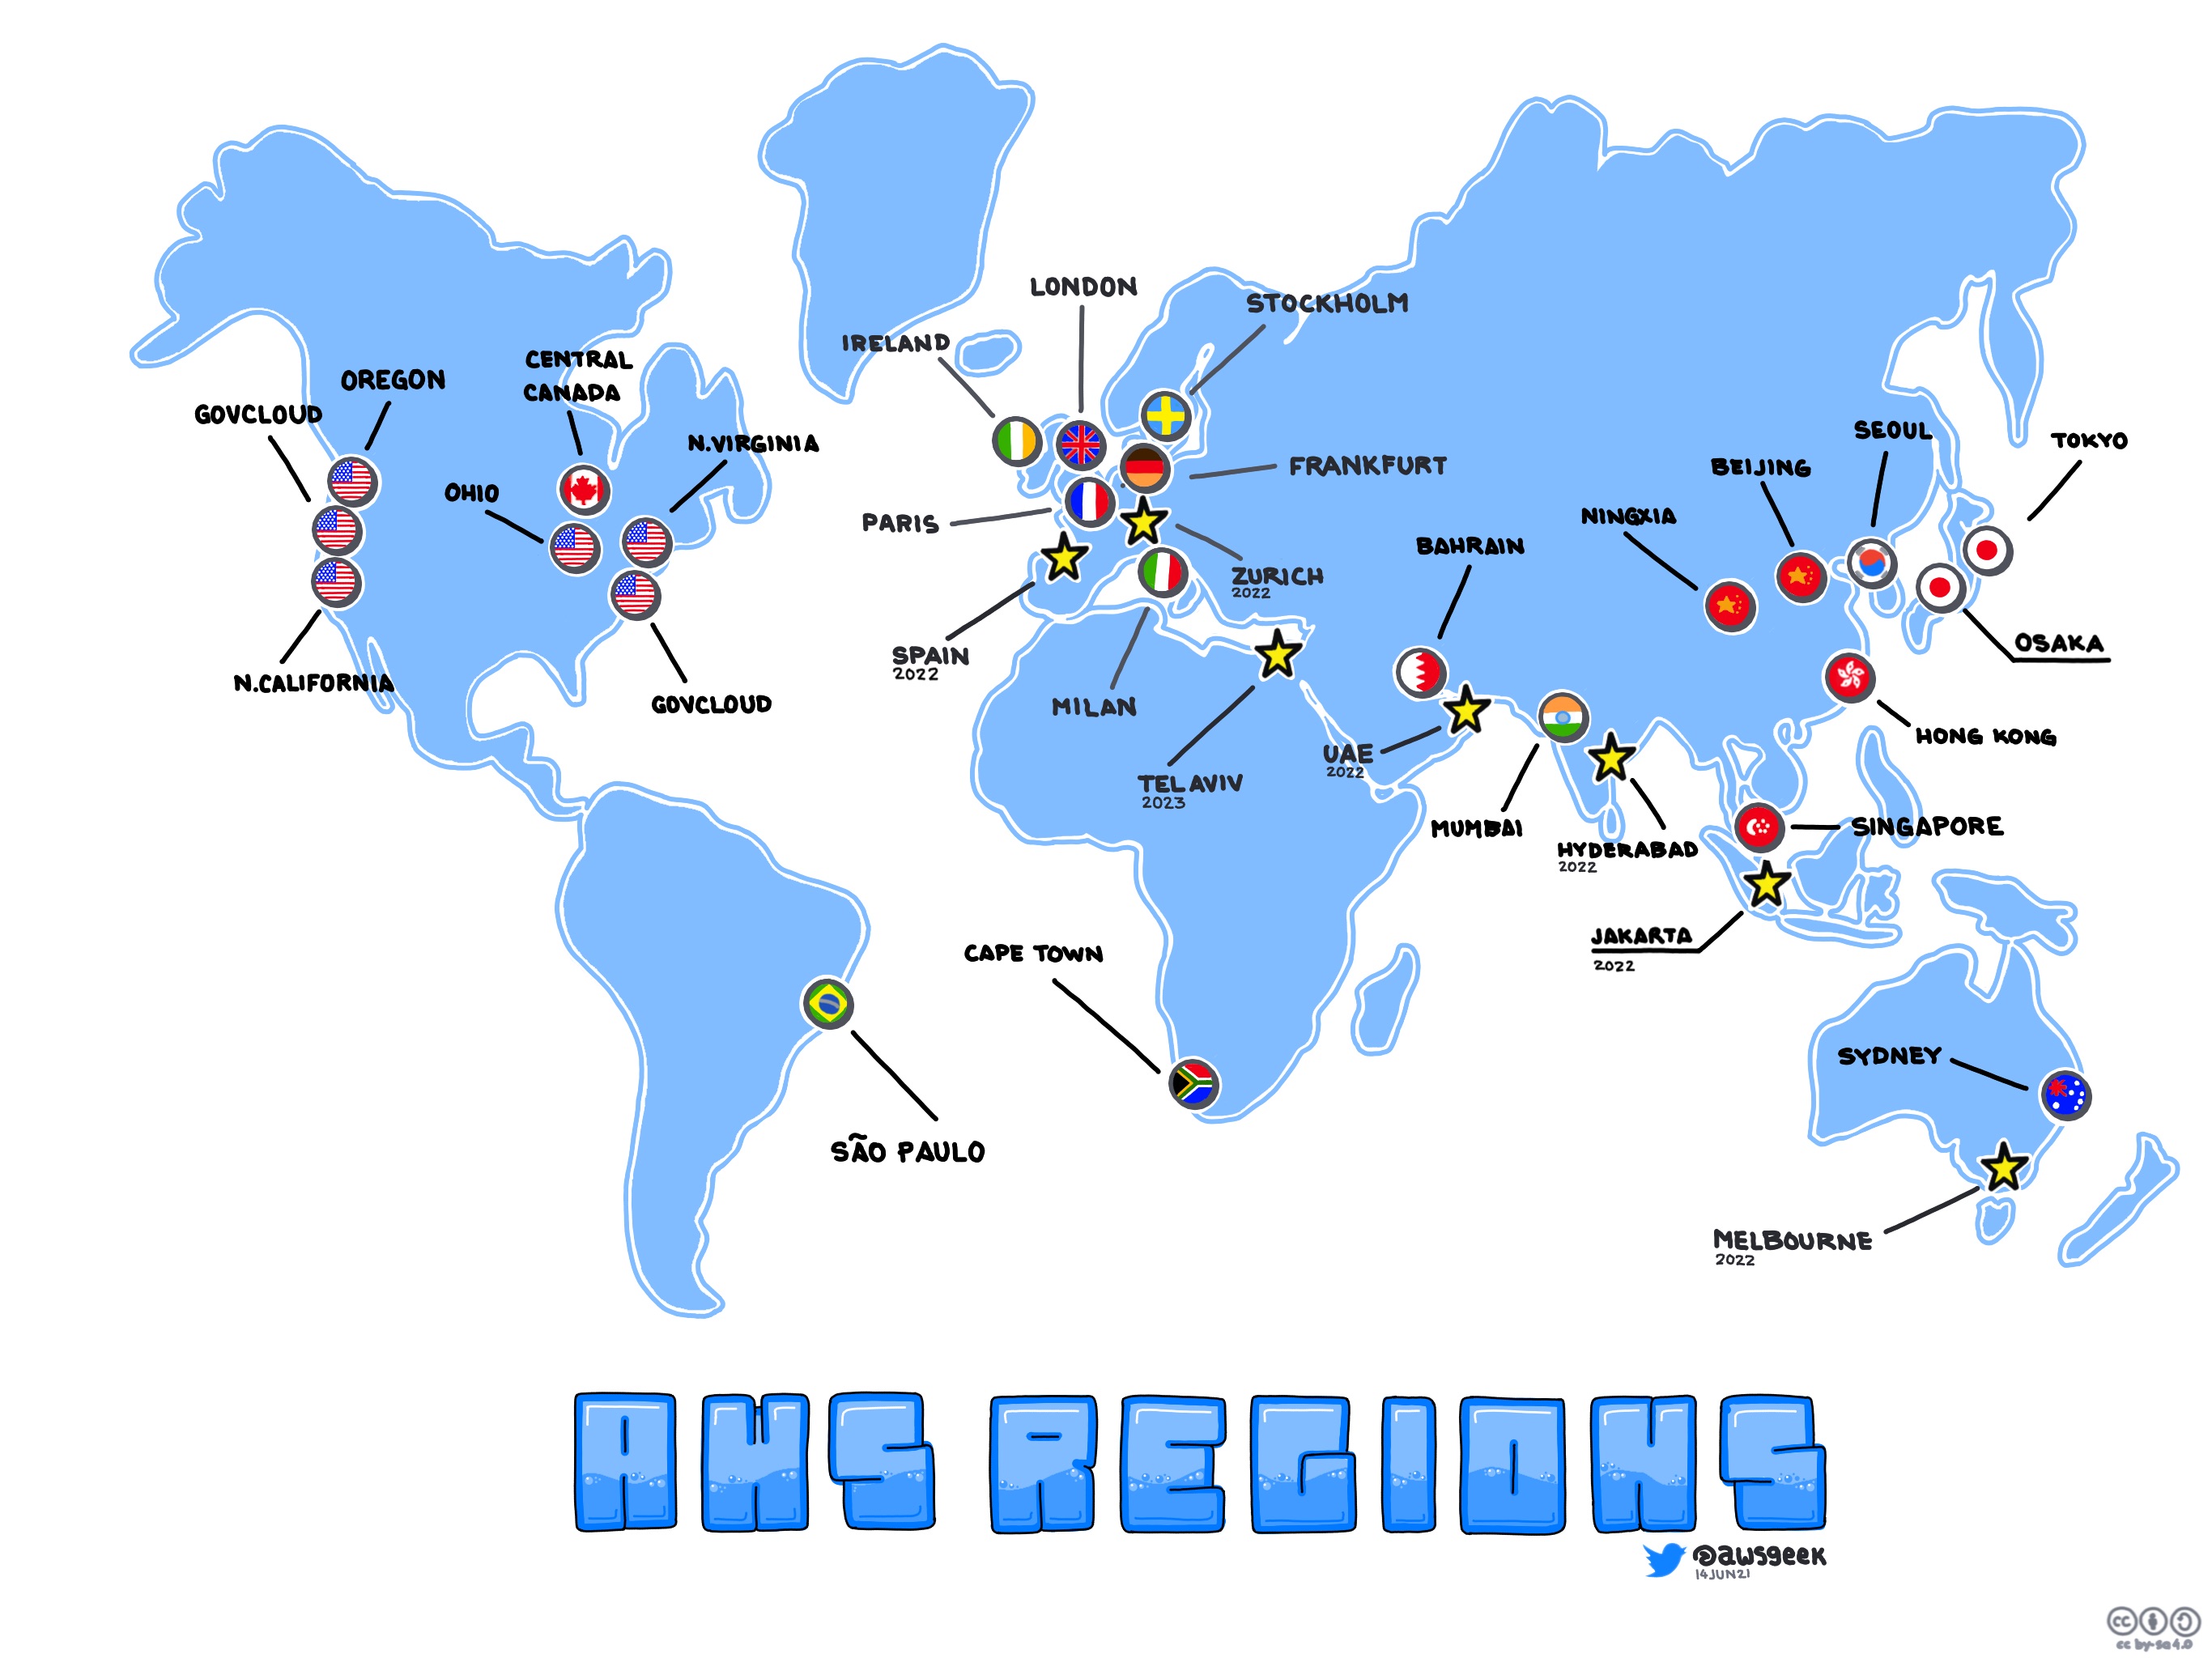 LONDON
STOCKHOLM
IRELAND
CENTRAL
CANADA
OREGON
GOVCLOUD
N.VIRGINIA
SEOUL
TOKYO
BEIJING
FRANKFURT
OHIO
PARIS
NINGXIA
BAHRAIN
ZURICH
2022
OSAKA
SPAIN
2022
N.CALIFORNIA
GOVCLOUD
MILAN
HONG KONG
UAE
2022
TEL AVIV
2023
MUMBAI
SINGAPORE
HYDERABAD
2022
JAKARTA
2022
CAPE TOWN
SYDNEY
SÃO PAULO
MELBOURNE
2022
AWS REGIONS
@awsgeek
14JUN21
cc
cc by-sa 4.0